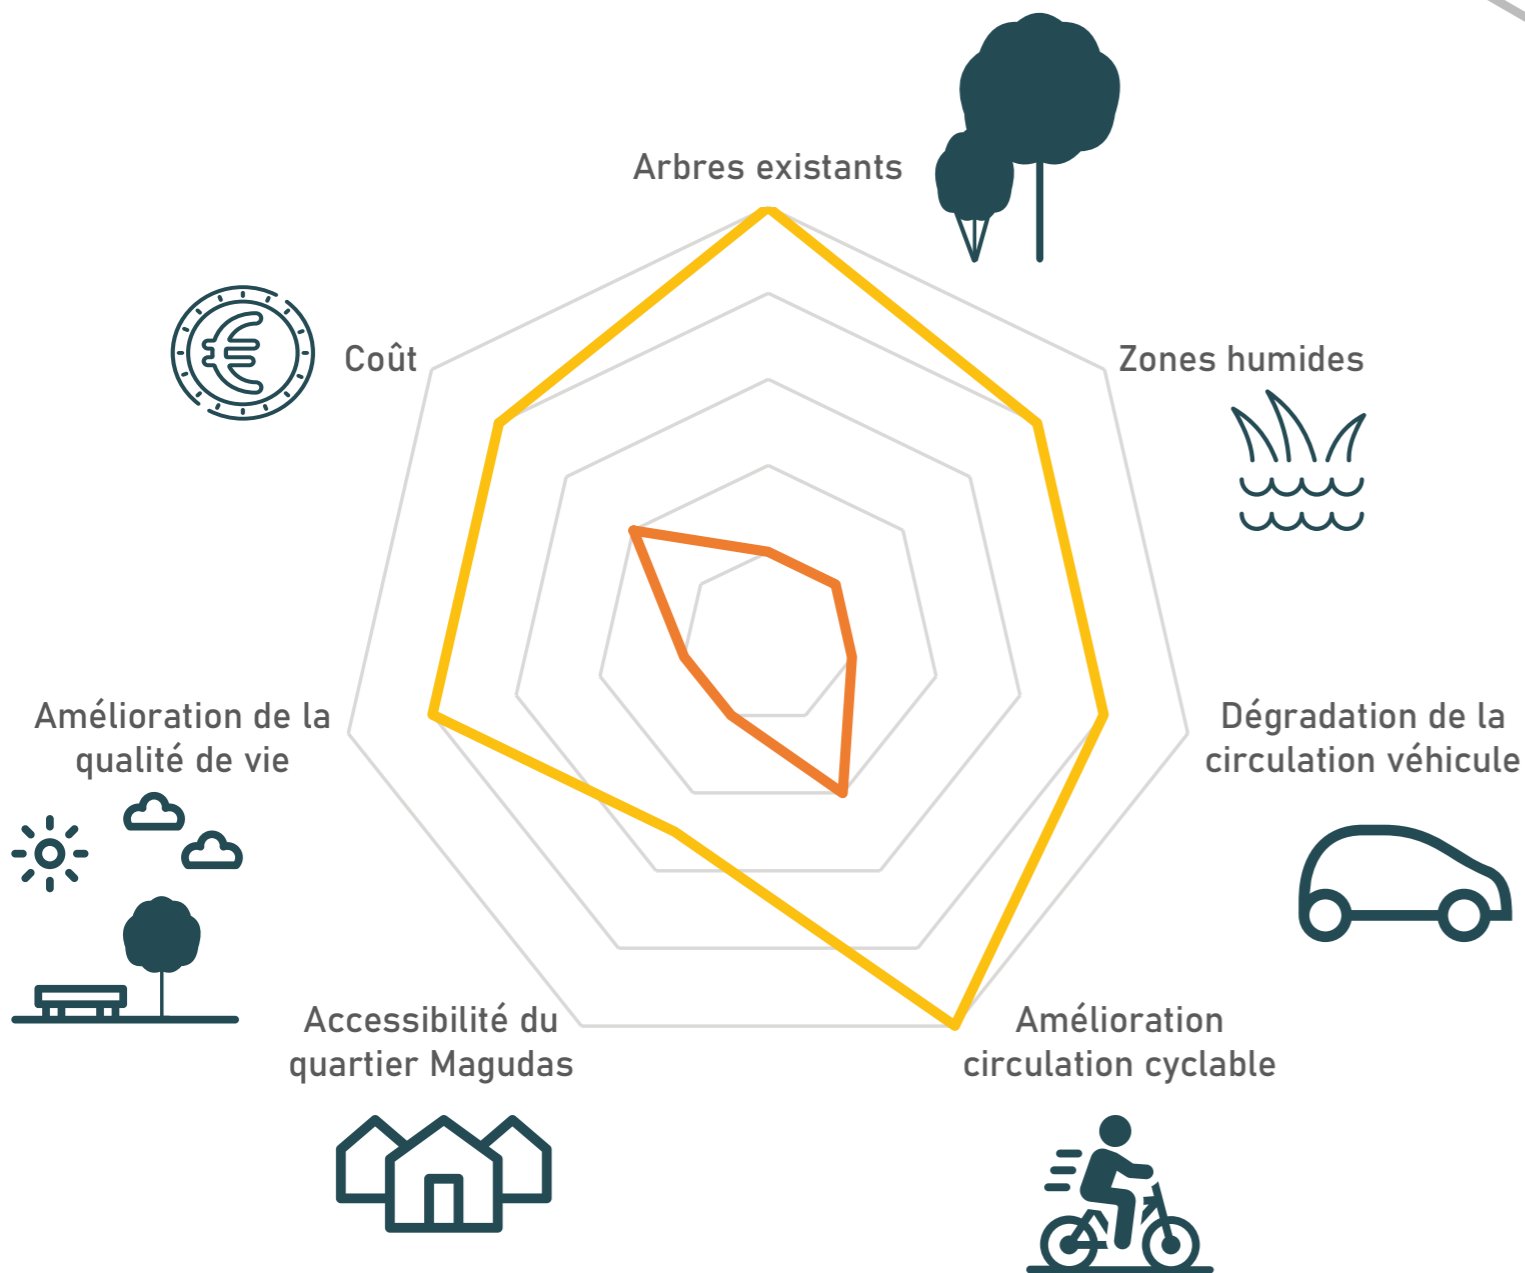 Arbres existants
Coût
Zones humides
Amélioration de la
qualité de vie
Dégradation de la
circulation véhicule
Accessibilité du
quartier Magudas
Amélioration
circulation cyclable